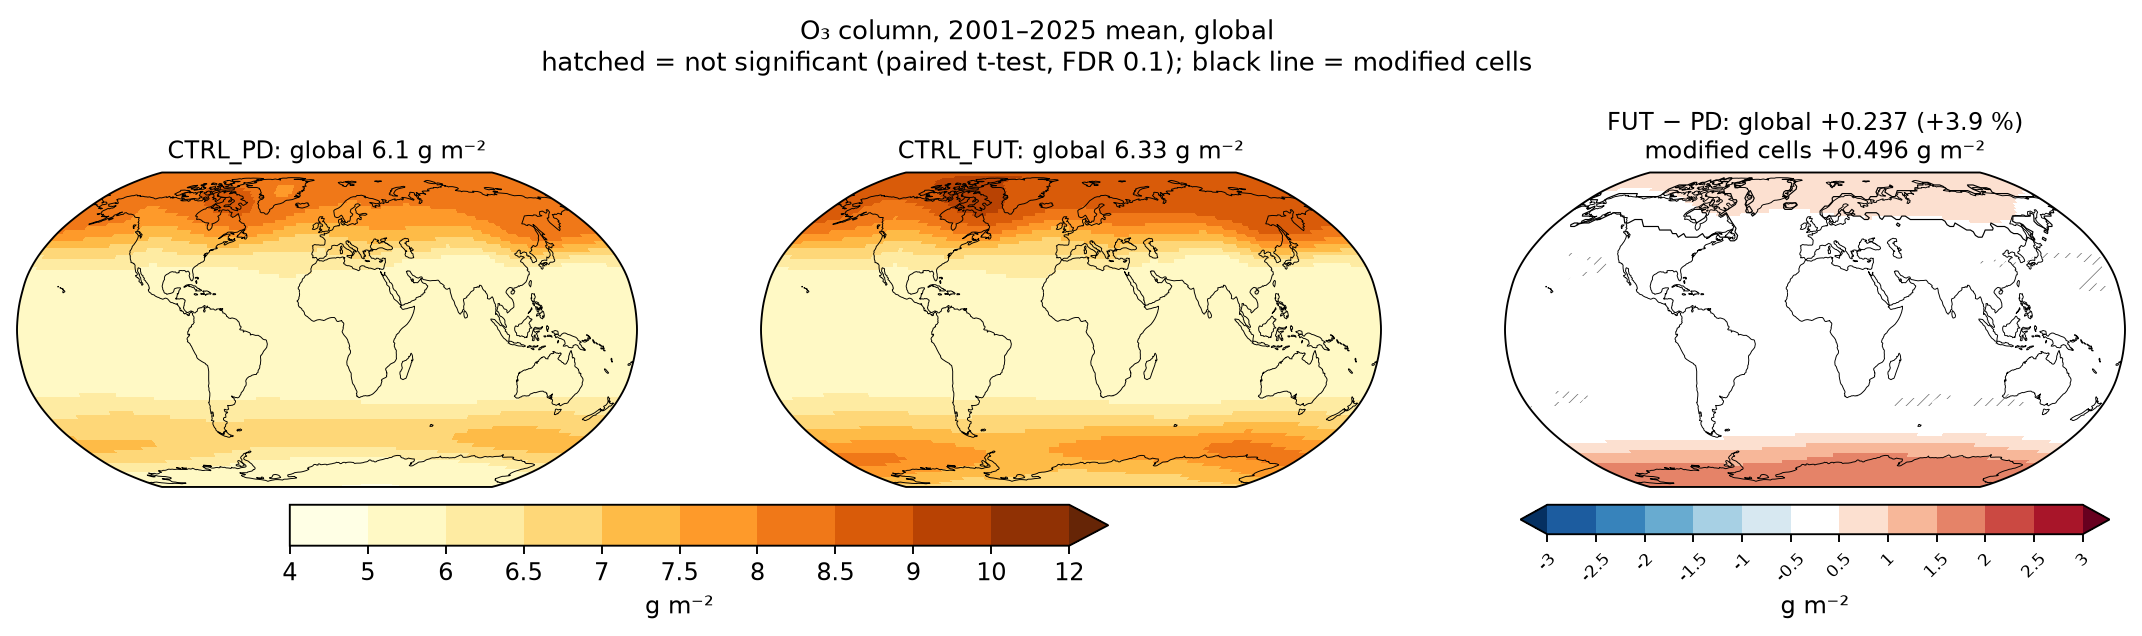 O₃ column, 2001–2025 mean, global
hatched = not significant (paired t-test, FDR 0.1); black line = modified cells
CTRL_PD: global 6.1 g m⁻²
CTRL_FUT: global 6.33 g m⁻²
FUT − PD: global +0.237 (+3.9 %)
modified cells +0.496 g m⁻²
4 5 6 6.5 7 7.5 8 8.5 9 10 12
g m⁻²
-3 -2.5 -2 -1.5 -1 -0.5 0.5 1 1.5 2 2.5 3
g m⁻²